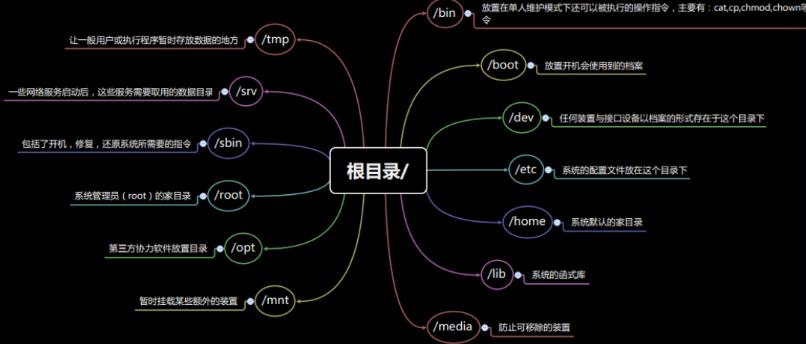 根目录/
/bin
放置在单人维护模式下还可以被执行的操作指令，主要有：cat,cp,chmod,chown等
令
/boot
放置开机会使用到的档案
/dev
任何装置与接口设备以档案的形式存在于这个目录下
/etc
系统的配置文件放在这个目录下
/home
系统默认的家目录
/lib
系统的函式库
/media
防止可移除的装置
/tmp
让一般用户或执行程序暂时存放数据的地方
/srv
一些网络服务启动后，这些服务需要取用的数据目录
/sbin
包括了开机，修复，还原系统所需要的指令
/root
系统管理员（root）的家目录
/opt
第三方协力软件放置目录
/mnt
暂时挂载某些额外的装置